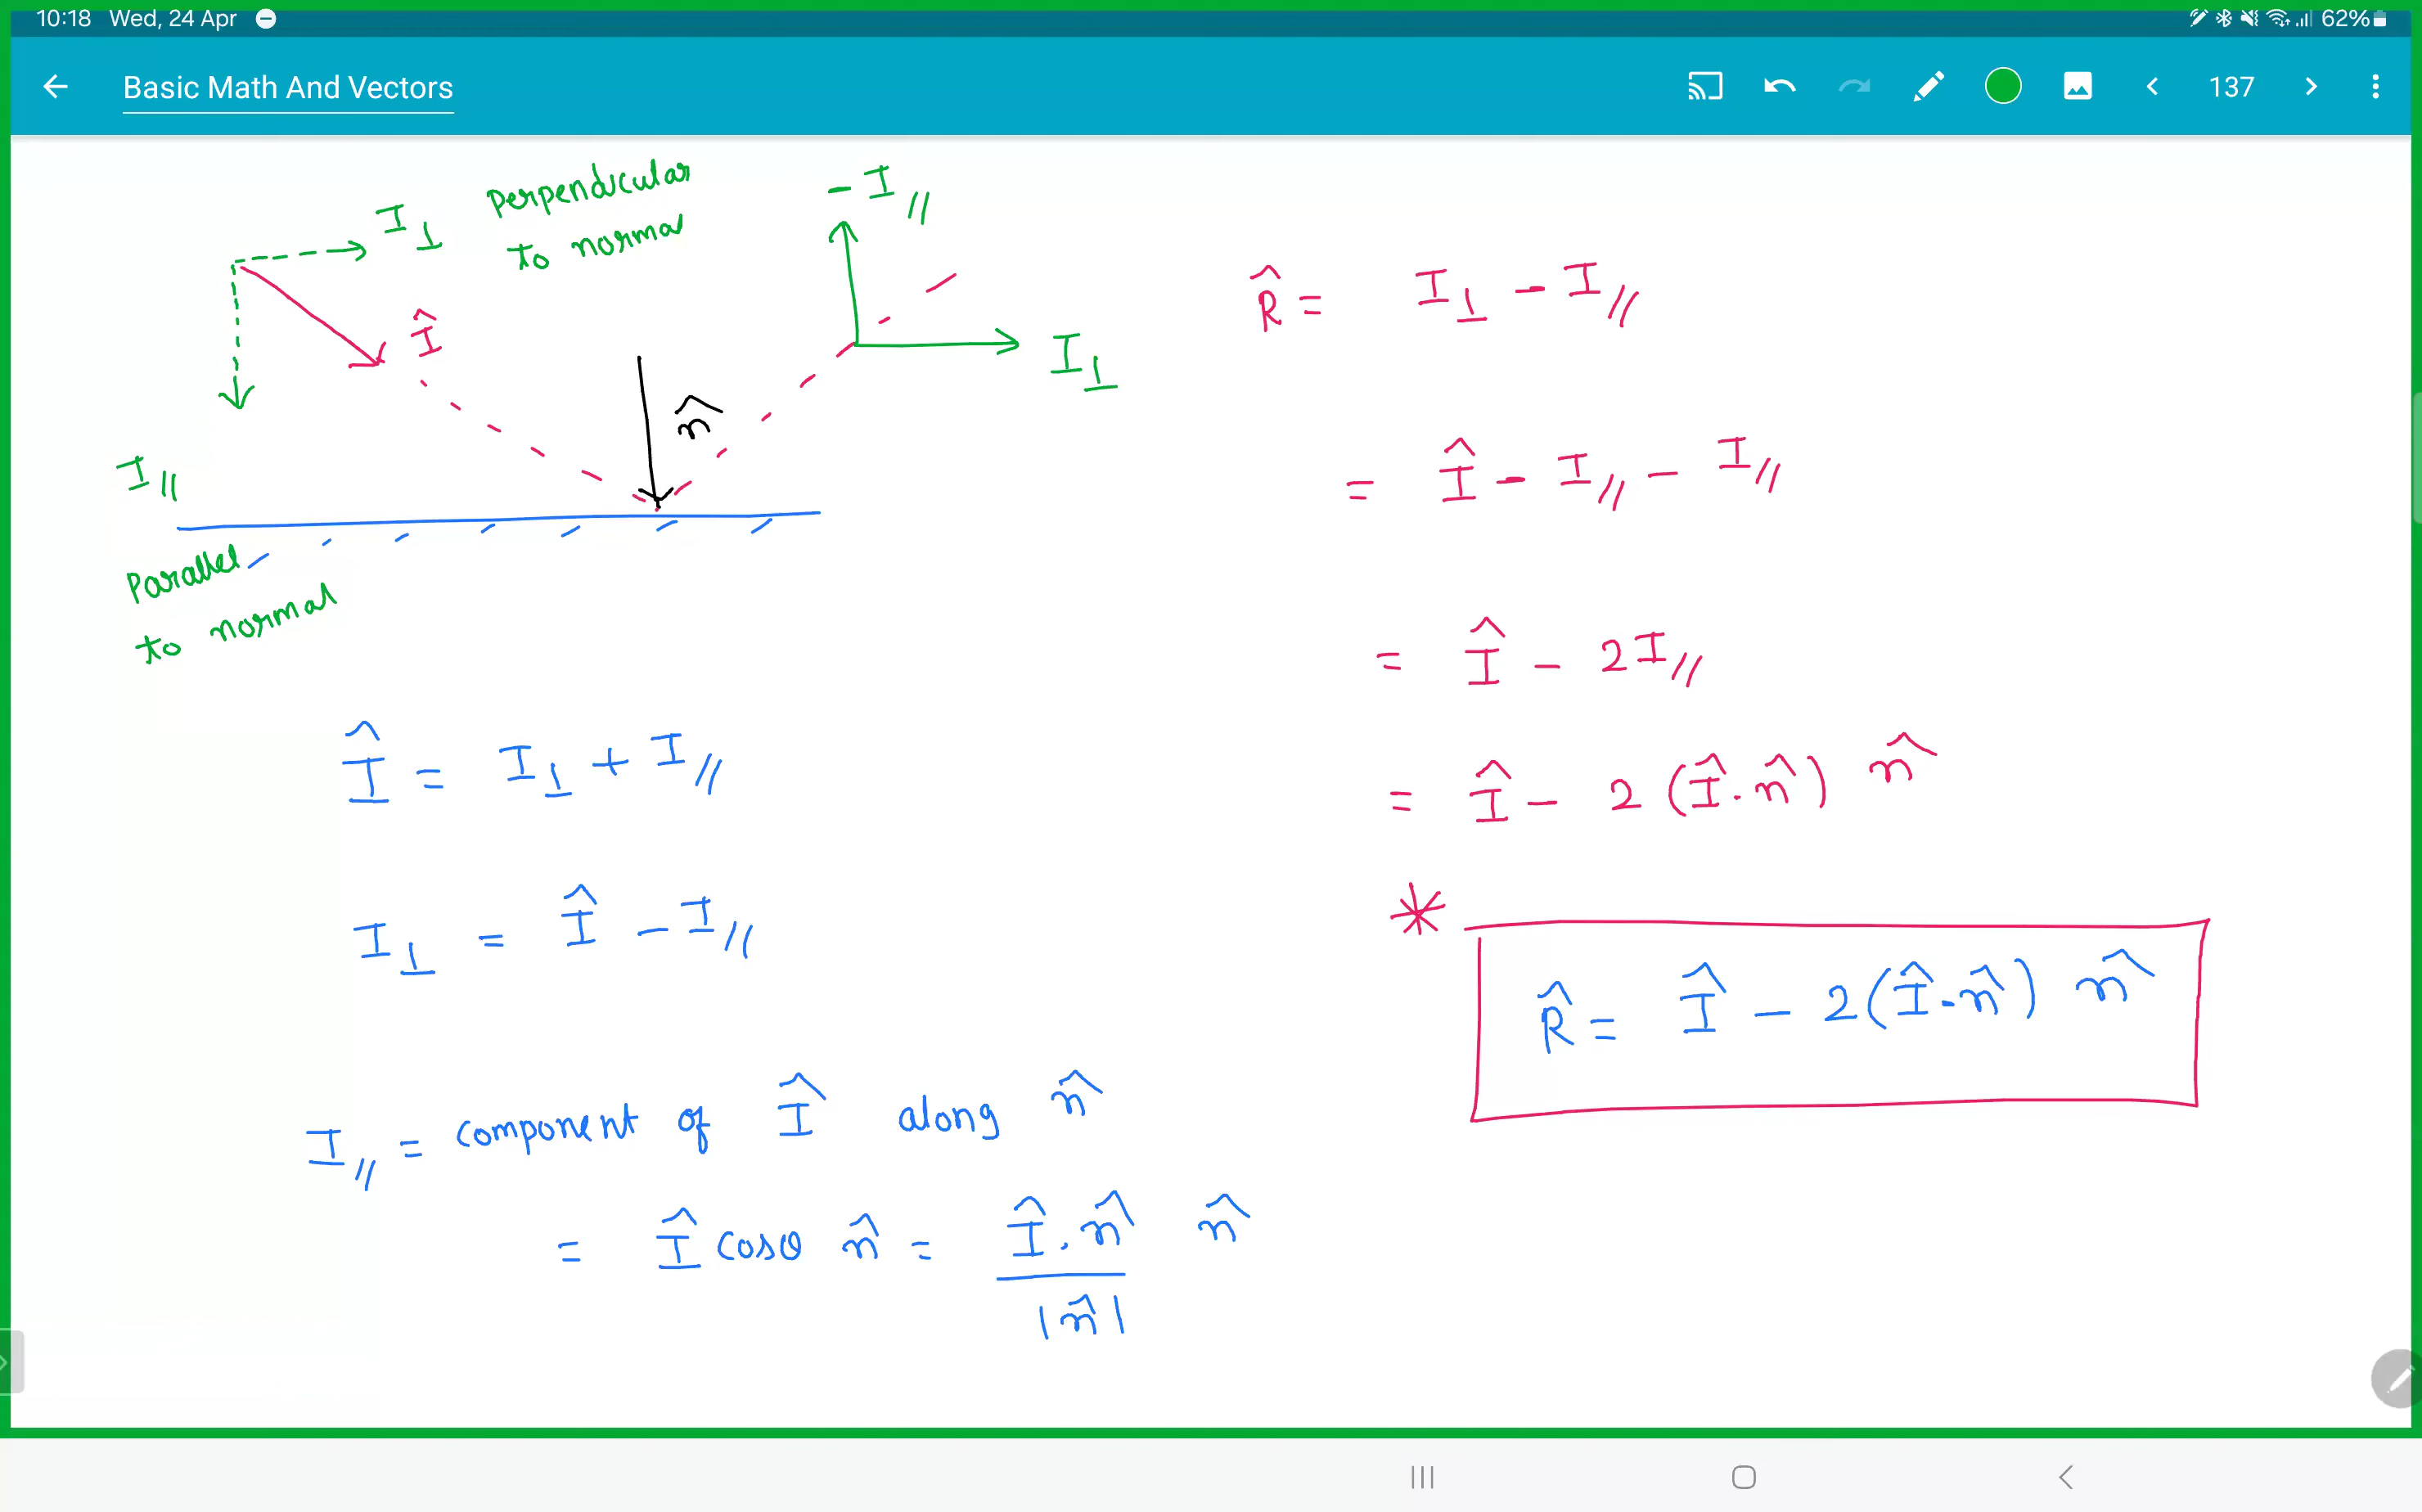 10:18 Wed, 24 Apr
62%
Basic Math And Vectors
137
I⊥ perpendicular
to normal
-I//
Î
I⊥
n̂
I||
Parallel
to normal
Î = I⊥ + I//
I⊥ = Î - I//
I// = component of Î along n̂
= Î cosθ n̂ = Î . n̂ / |n̂| n̂
R̂ = I⊥ - I//
= Î - I// - I//
= Î - 2I//
= Î - 2(Î . n̂) n̂
*
R̂ = Î - 2(Î . n̂) n̂